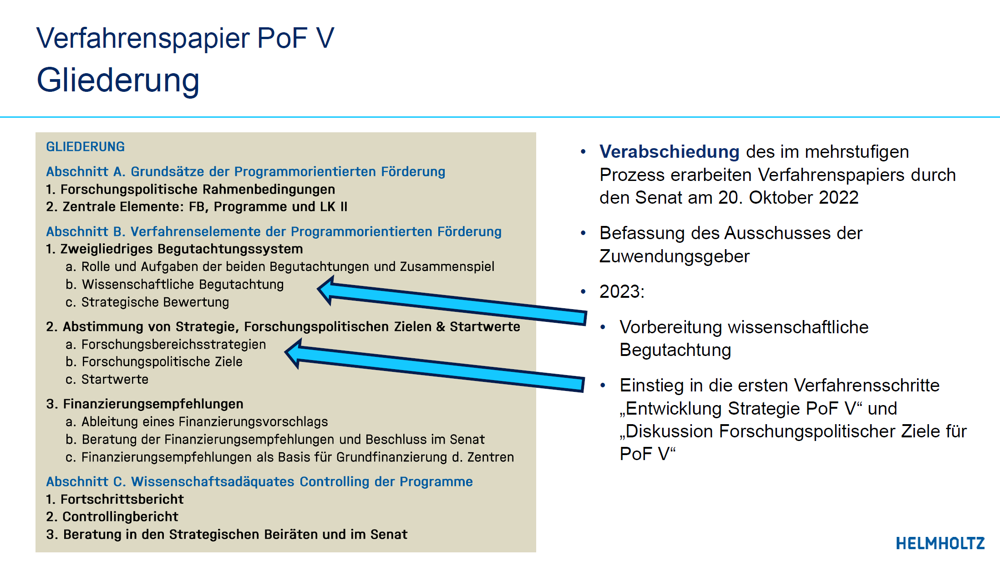 Verfahrenspapier PoF V
Gliederung
GLIEDERUNG
Abschnitt A. Grundsätze der Programmorientierten Förderung
1. Forschungspolitische Rahmenbedingungen
2. Zentrale Elemente: FB, Programme und LK II
Abschnitt B. Verfahrenselemente der Programmorientierten Förderung
1. Zweigliedriges Begutachtungssystem
a. Rolle und Aufgaben der beiden Begutachtungen und Zusammenspiel
b. Wissenschaftliche Begutachtung
c. Strategische Bewertung
2. Abstimmung von Strategie, Forschungspolitischen Zielen & Startwerte
a. Forschungsbereichsstrategien
b. Forschungspolitische Ziele
c. Startwerte
3. Finanzierungsempfehlungen
a. Ableitung eines Finanzierungsvorschlags
b. Beratung der Finanzierungsempfehlungen und Beschluss im Senat
c. Finanzierungsempfehlungen als Basis für Grundfinanzierung d. Zentren
Abschnitt C. Wissenschaftsadäquates Controlling der Programme
1. Fortschrittsbericht
2. Controllingbericht
3. Beratung in den Strategischen Beiräten und im Senat
• Verabschiedung des im mehrstufigen
Prozess erarbeiten Verfahrenspapiers durch
den Senat am 20. Oktober 2022
• Befassung des Ausschusses der
Zuwendungsgeber
• 2023:
• Vorbereitung wissenschaftliche
Begutachtung
• Einstieg in die ersten Verfahrensschritte
„Entwicklung Strategie PoF V“ und
„Diskussion Forschungspolitischer Ziele für
PoF V“
HELMHOLTZ